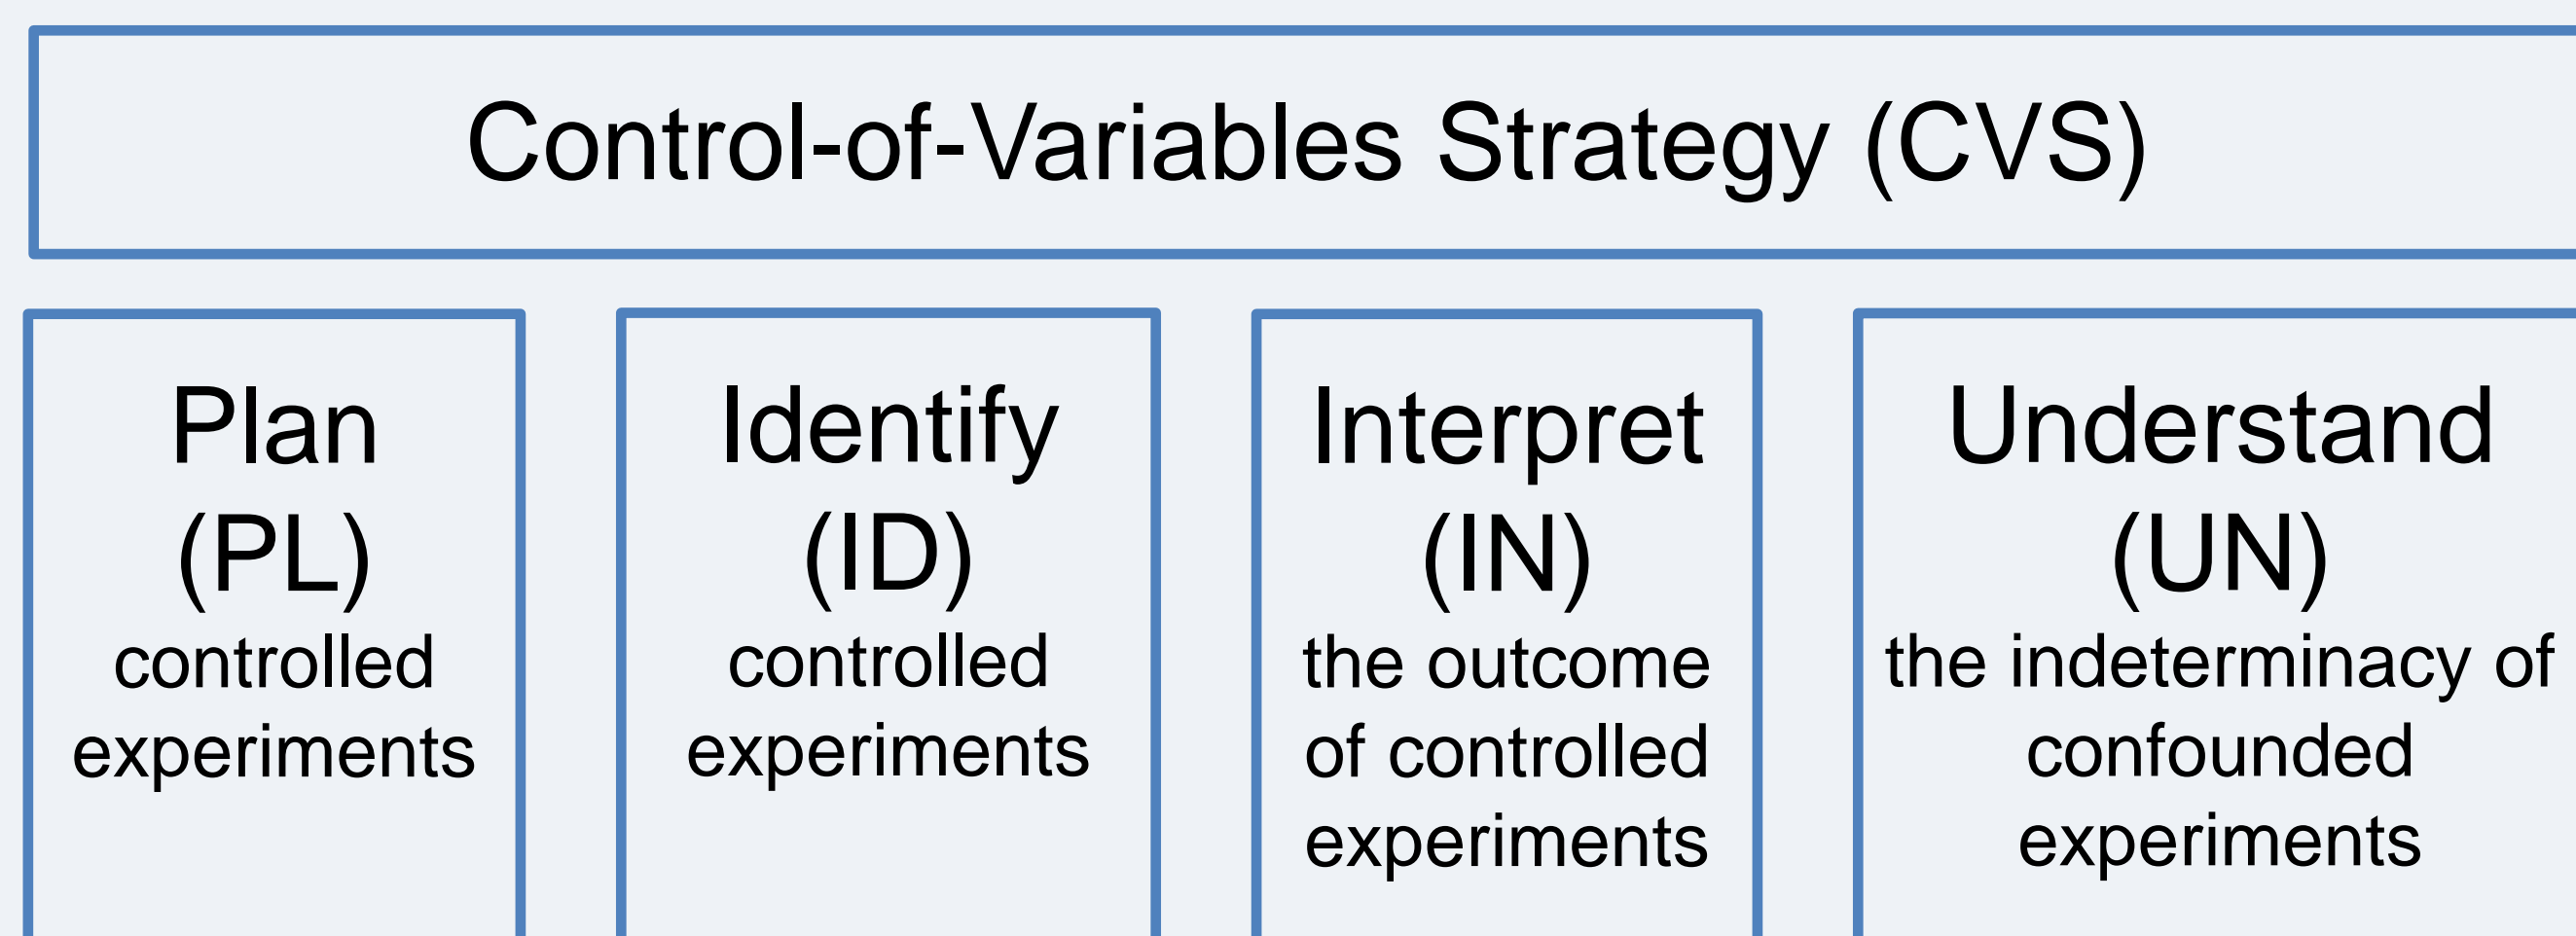 Control-of-Variables Strategy (CVS)
Plan
(PL)
controlled
experiments
Identify
(ID)
controlled
experiments
Interpret
(IN)
the outcome
of controlled
experiments
Understand
(UN)
the indeterminacy of
confounded
experiments